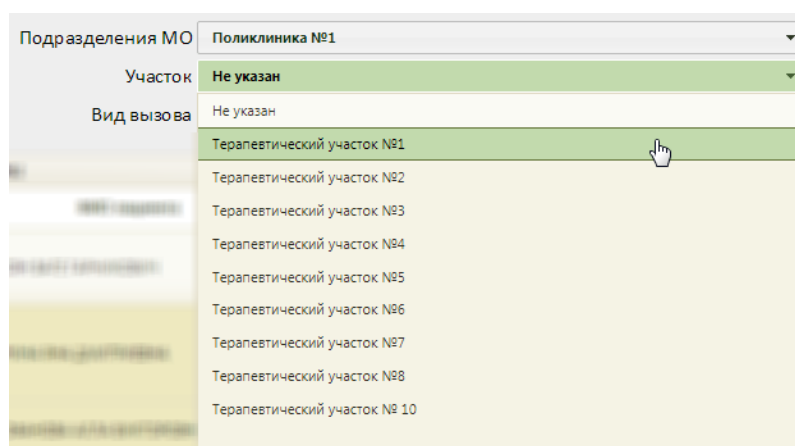 Подразделения МО Поликлиника №1
Участок Не указан
Вид вызова Не указан
Терапевтический участок №1
Терапевтический участок №2
Терапевтический участок №3
Терапевтический участок №4
Терапевтический участок №5
Терапевтический участок №6
Терапевтический участок №7
Терапевтический участок №8
Терапевтический участок № 10